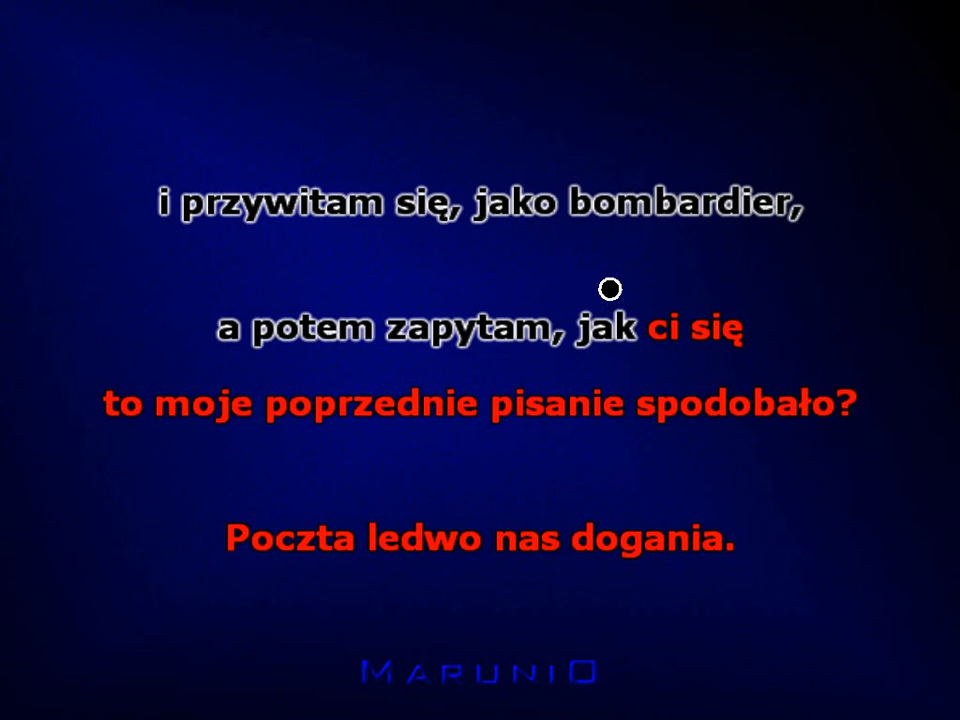 i przywitam się, jako bombardier,
a potem zapytam, jak ci się
to moje poprzednie pisanie spodobało?
Poczta ledwo nas dogania.
MARUNIO